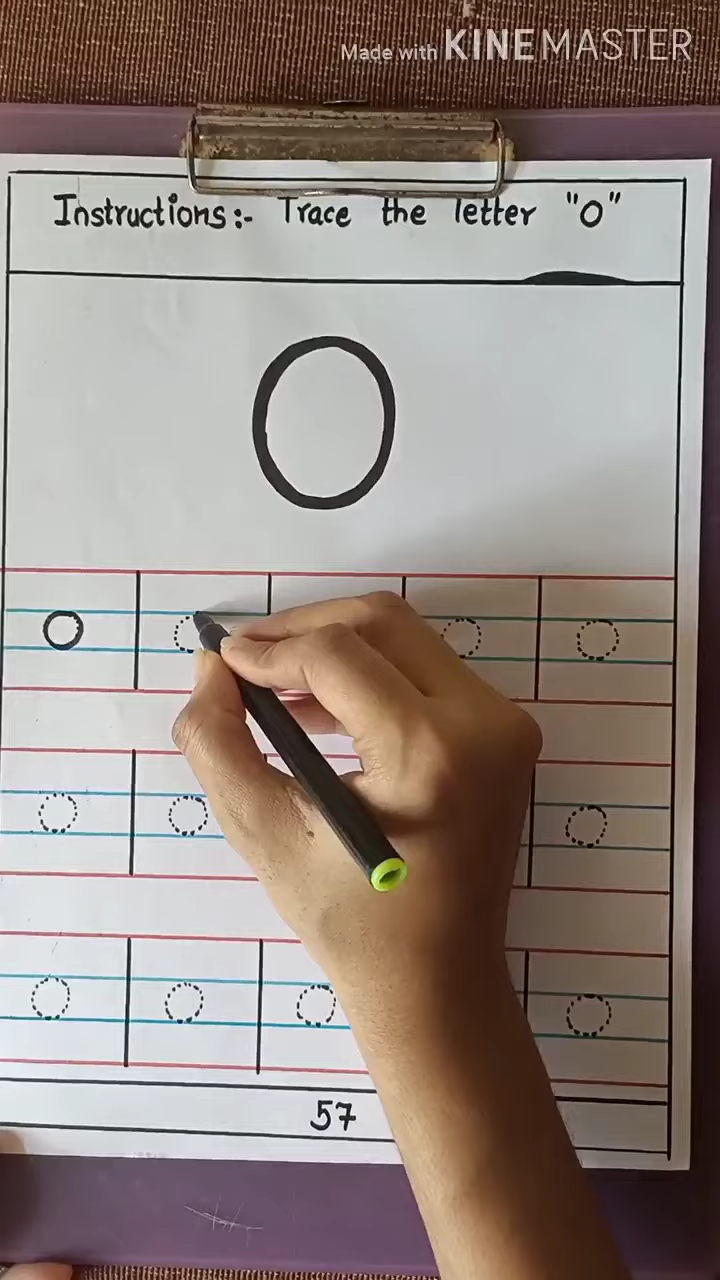 Made with KINEMASTER
Instructions:- Trace the letter "o"
O
o o o o
o o o
o o o o
57